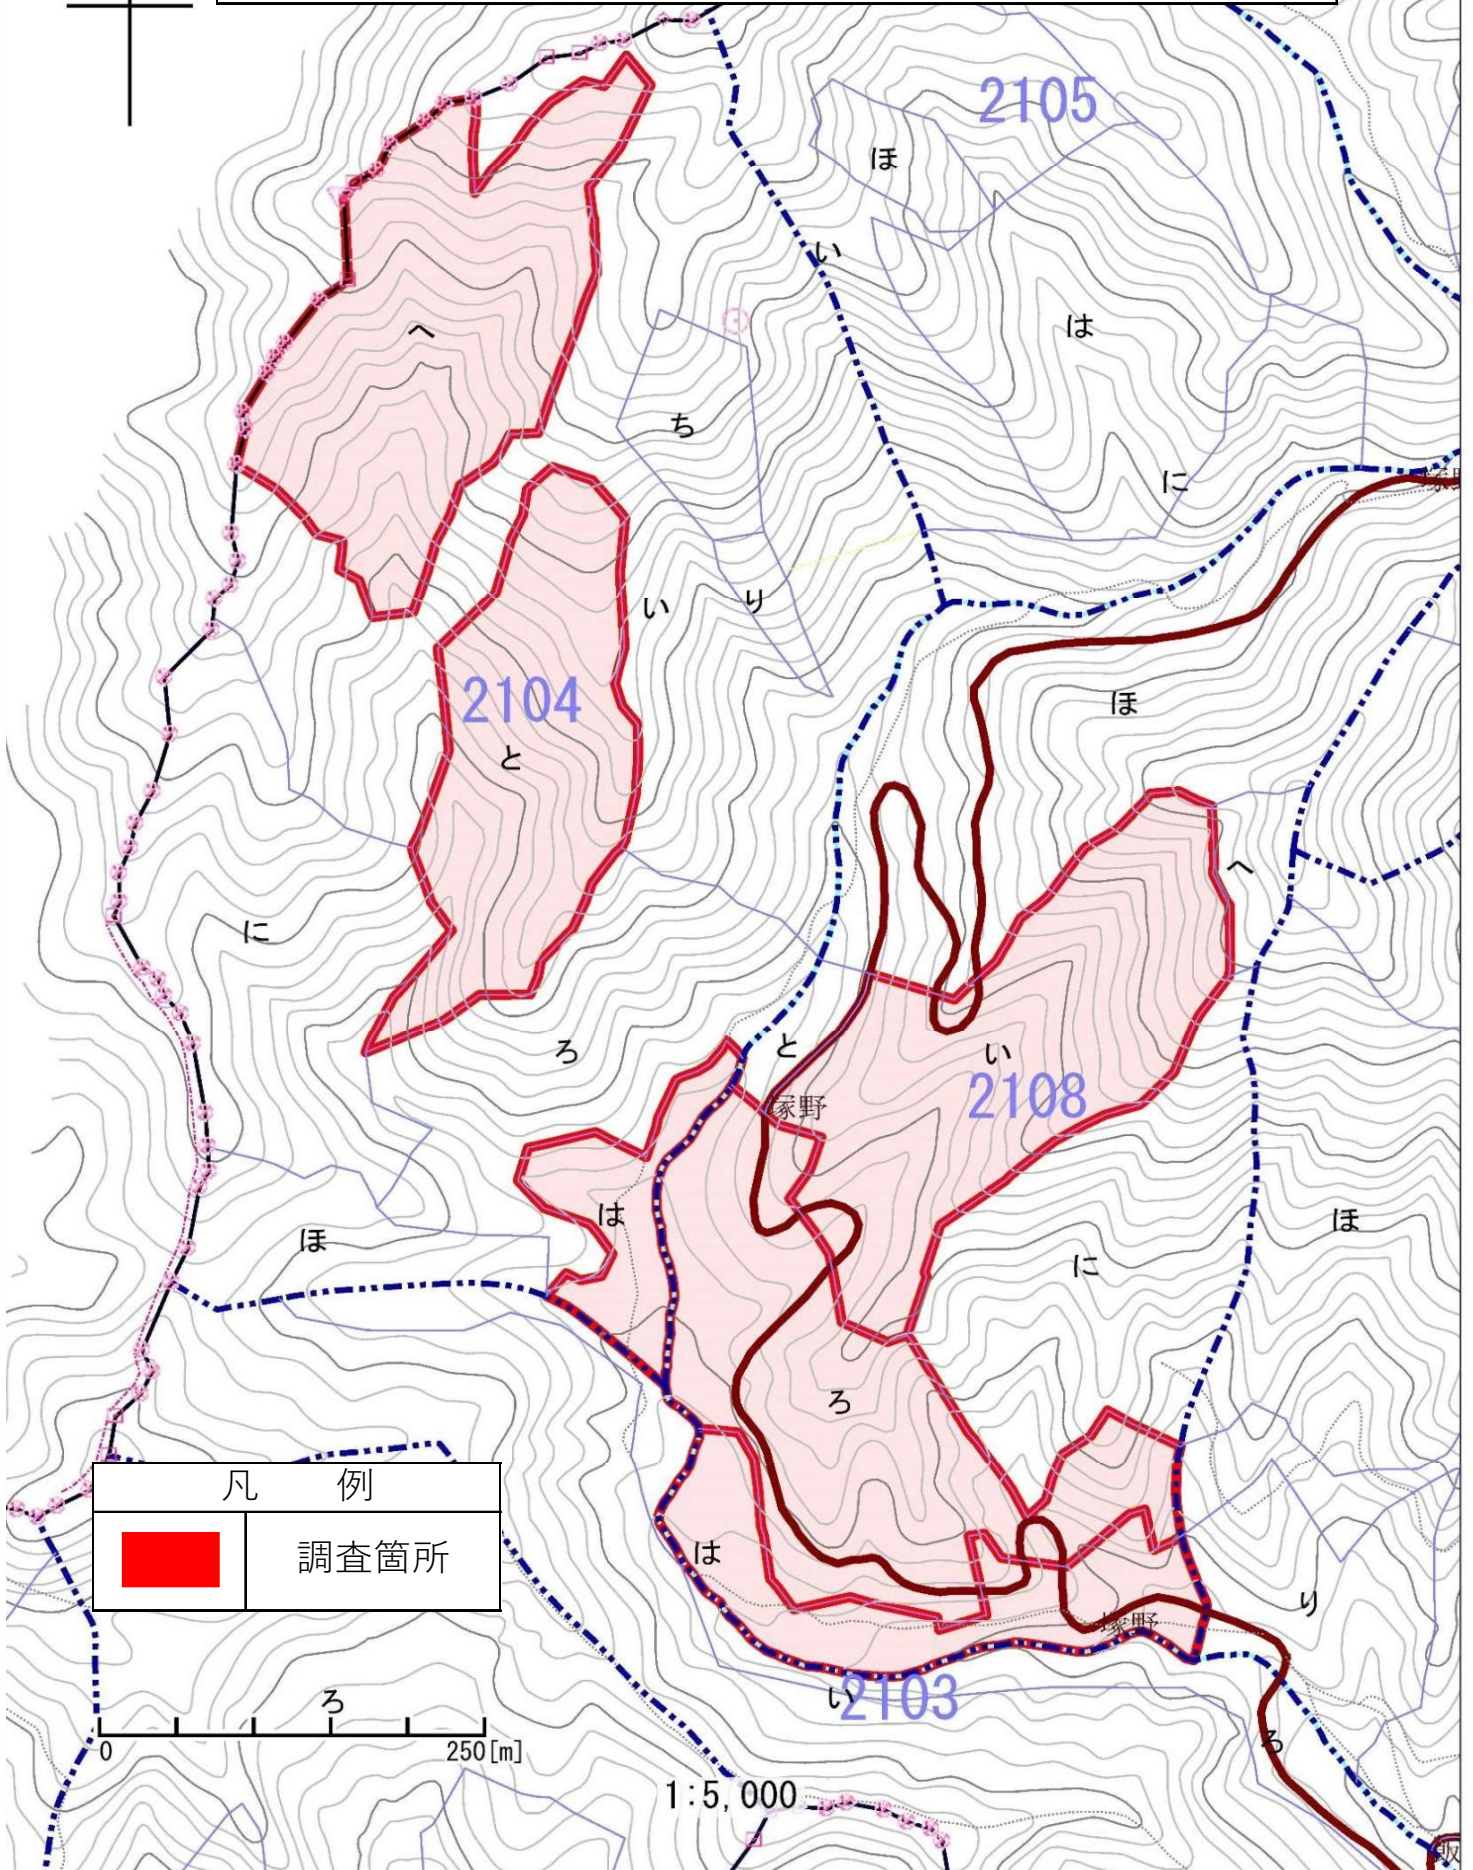 2105
ほ
い
へ
は
ち
に
い
り
2104
ほ
と
へ
に
ろ
と
い
2108
塚野
は
ほ
ほ
に
ろ
凡 例
調査箇所
は
り
塚野
い
2103
ろ
ろ
0 250[m]
1:5,000